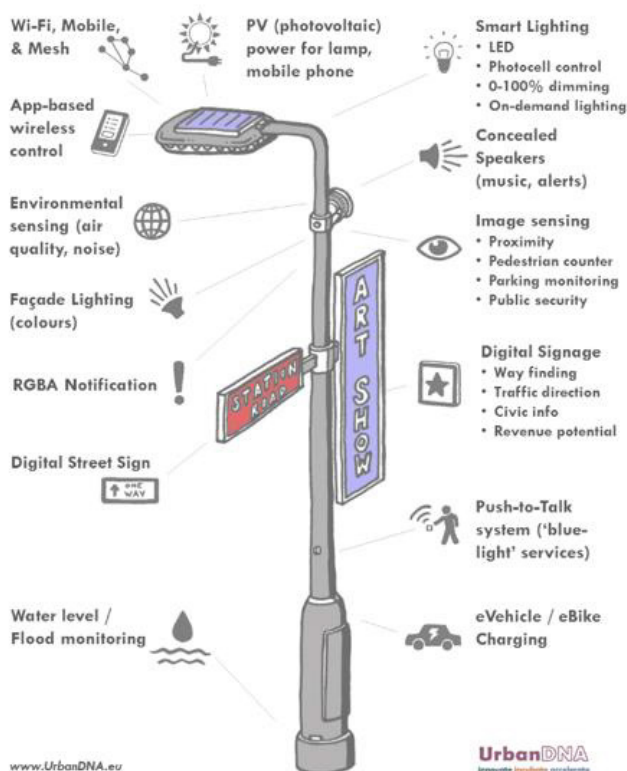 Wi-Fi, Mobile,
& Mesh
PV (photovoltaic)
power for lamp,
mobile phone
Smart Lighting
• LED
• Photocell control
• 0-100% dimming
• On-demand lighting
App-based
wireless
control
Concealed
Speakers
(music, alerts)
Environmental
sensing (air
quality, noise)
Image sensing
• Proximity
• Pedestrian counter
• Parking monitoring
• Public security
Façade Lighting
(colours)
ART SHOW
RGBA Notification
STATION
ROAD
Digital Signage
• Way finding
• Traffic direction
• Civic info
• Revenue potential
Digital Street Sign
ONE
WAY
Push-to-Talk
system (‘blue-
light’ services)
Water level /
Flood monitoring
eVehicle / eBike
Charging
www.UrbanDNA.eu
UrbanDNA
innovate incubate accelerate